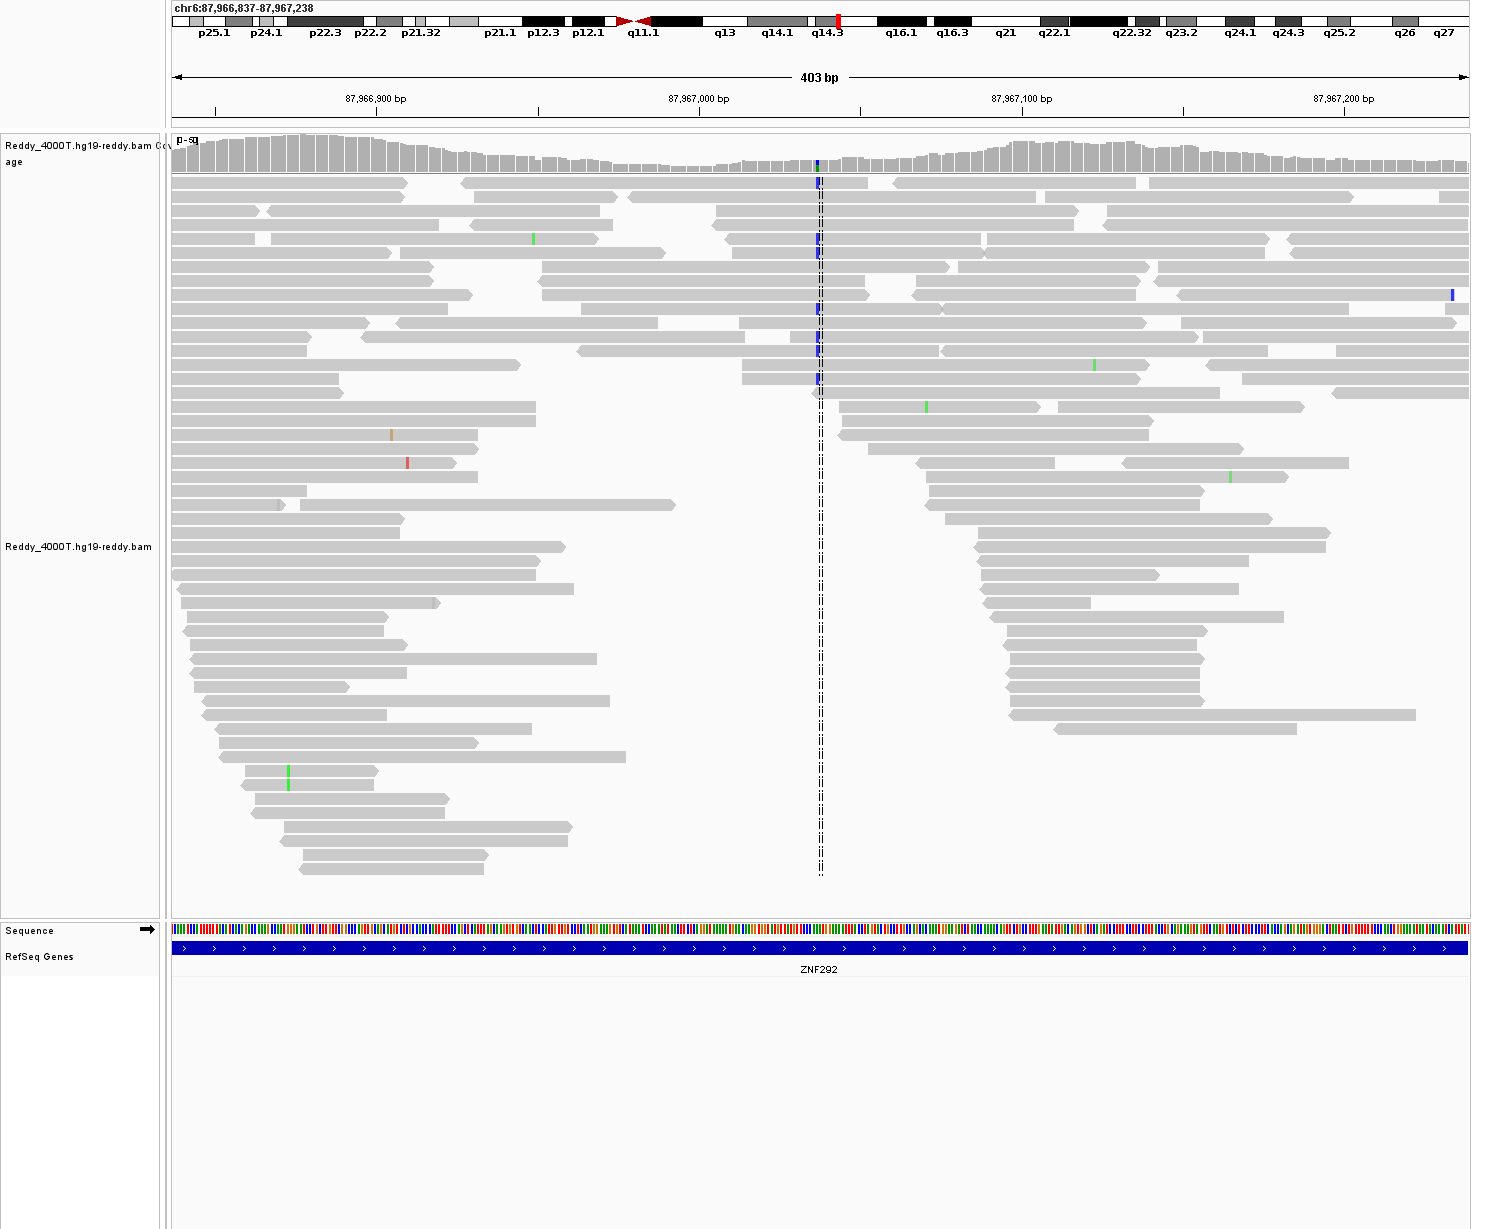 chr6:87,966,837-87,967,238
p25.1 p24.1 p22.3 p22.2 p21.32 p21.1 p12.3 p12.1 q11.1 q13 q14.1 q14.3 q16.1 q16.3 q21 q22.1 q22.32 q23.2 q24.1 q24.3 q25.2 q26 q27
403 bp
87,966,900 bp 87,967,000 bp 87,967,100 bp 87,967,200 bp
Reddy_4000T.hg19-reddy.bam Cov
age
Reddy_4000T.hg19-reddy.bam
Sequence
RefSeq Genes
ZNF292